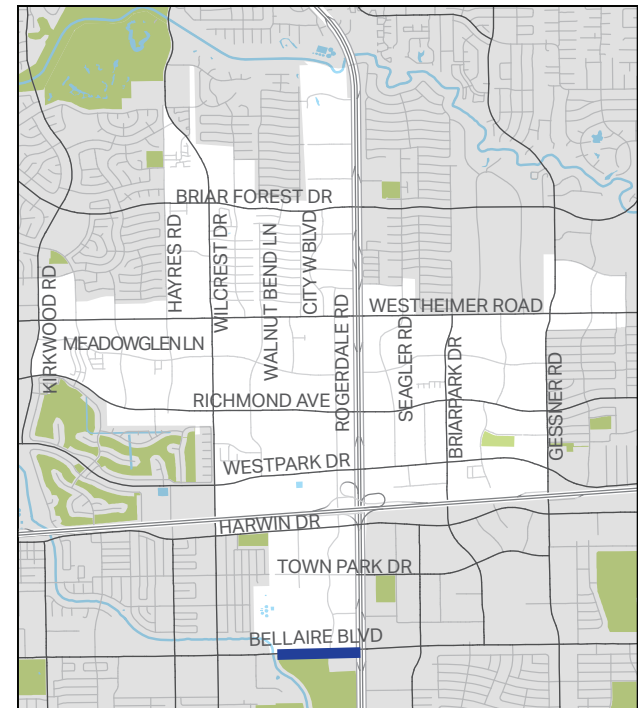 BRIAR FOREST DR
HAYRES RD
WILCREST DR
WALNUT BEND LN
CITY W BLVD
KIRKWOOD RD
ROGERDALE RD
WESTHEIMER ROAD
MEADOWGLEN LN
SEAGLER RD
BRIARPARK DR
GESSNER RD
RICHMOND AVE
WESTPARK DR
HARWIN DR
TOWN PARK DR
BELLAIRE BLVD